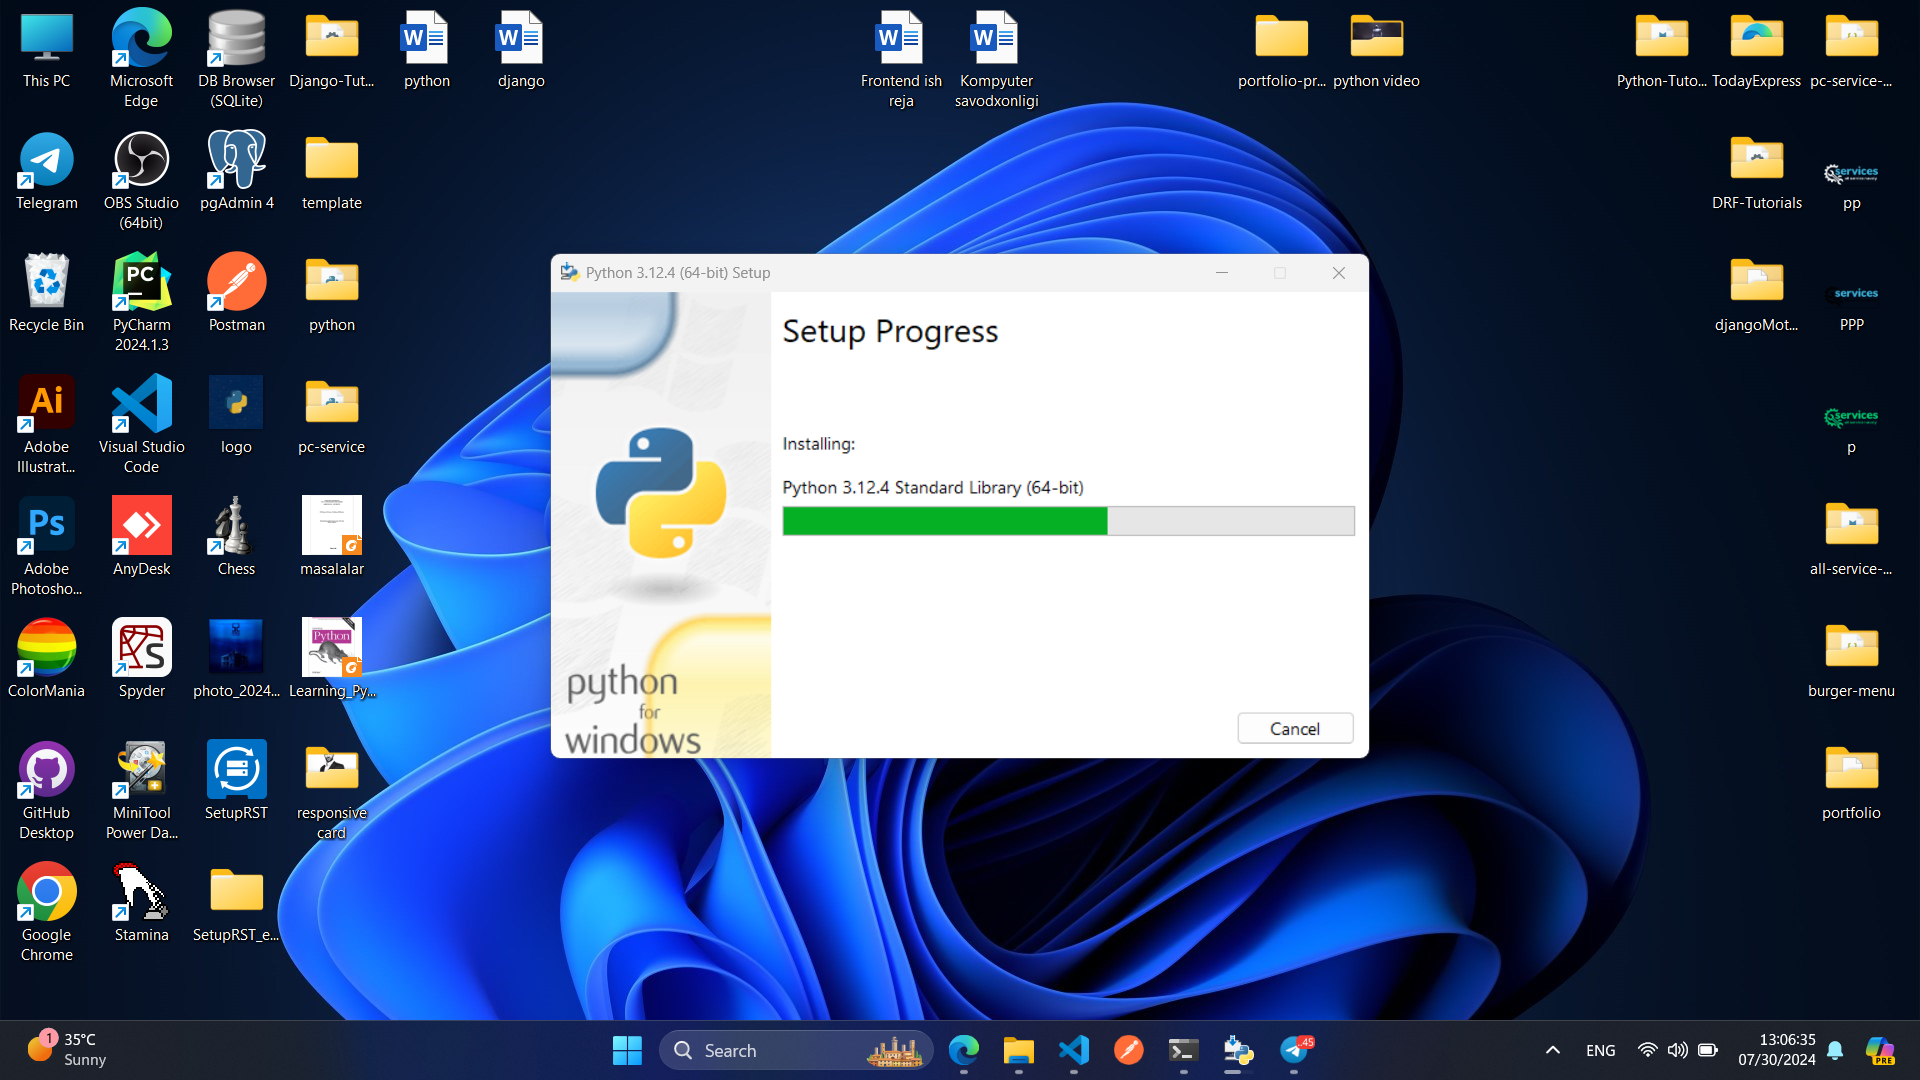 This PC
Microsoft
Edge
DB Browser
(SQLite)
Django-Tut...
python
django
Frontend ish
reja
Kompyuter
savodxonligi
portfolio-pr...
python video
Python-Tuto...
TodayExpress
pc-service-...
Telegram
OBS Studio
(64bit)
pgAdmin 4
template
DRF-Tutorials
services
pp
Recycle Bin
PC
PyCharm
2024.1.3
Postman
python
djangoMot...
services
PPP
Ai
Adobe
Illustrat...
Visual Studio
Code
logo
pc-service
services
p
Ps
Adobe
Photosho...
AnyDesk
Chess
masalalar
all-service-...
ColorMania
Spyder
photo_2024...
Python
Learning_Py...
burger-menu
GitHub
Desktop
MiniTool
Power Da...
SetupRST
responsive
card
portfolio
Google
Chrome
Stamina
SetupRST_e...
Python 3.12.4 (64-bit) Setup
Setup Progress
Installing:
Python 3.12.4 Standard Library (64-bit)
python
for
windows
Cancel
1
35°C
Sunny
Search
45
ENG
13:06:35
07/30/2024
PRE